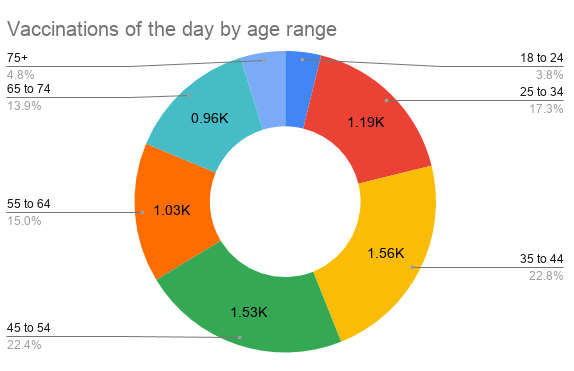 Vaccinations of the day by age range
75+
4.8%
65 to 74
13.9%
55 to 64
15.0%
45 to 54
22.4%
18 to 24
3.8%
25 to 34
17.3%
35 to 44
22.8%
0.96K
1.19K
1.03K
1.56K
1.53K